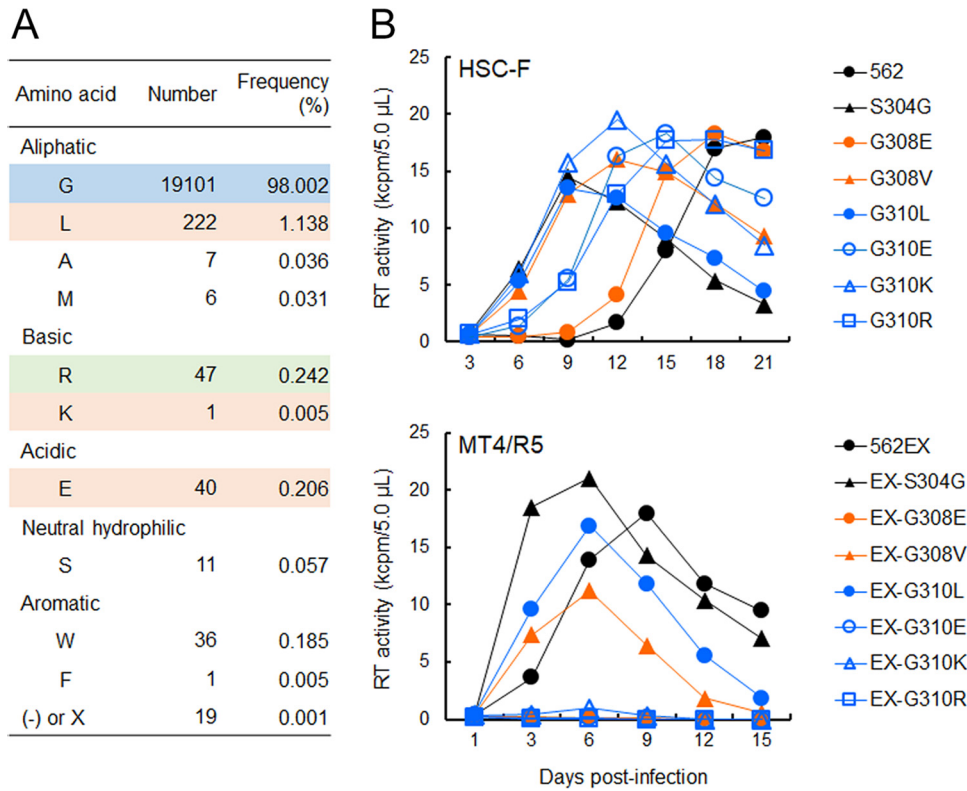 A
Amino acid Number Frequency (%)
Aliphatic
G 19101 98.002
L 222 1.138
A 7 0.036
M 6 0.031
Basic
R 47 0.242
K 1 0.005
Acidic
E 40 0.206
Neutral hydrophilic
S 11 0.057
Aromatic
W 36 0.185
F 1 0.005
(-) or X 19 0.001
B
HSC-F
RT activity (kcpm/5.0 µL)
25
20
15
10
5
0
3 6 9 12 15 18 21
562
S304G
G308E
G308V
G310L
G310E
G310K
G310R
MT4/R5
RT activity (kcpm/5.0 µL)
25
20
15
10
5
0
1 3 6 9 12 15
Days post-infection
562EX
EX-S304G
EX-G308E
EX-G308V
EX-G310L
EX-G310E
EX-G310K
EX-G310R